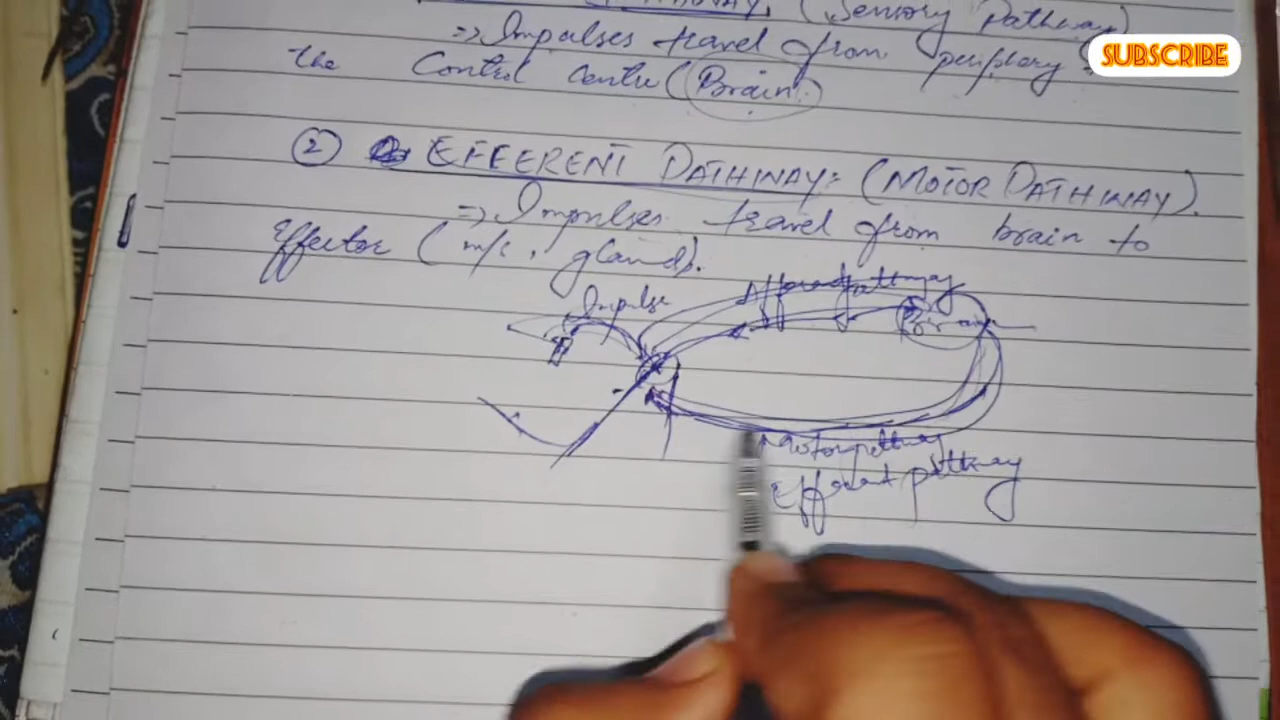 PATHWAY. (Sensory Pathway)
=> Impulses travel from periphery
SUBSCRIBE
the Control Centre (Brain)
② EFFERENT PATHWAY: (MOTOR PATHWAY).
=> Impulses travel from brain to
Effector (m/c, gland).
Impulse
Afferent pathway
Brain
Motor pathway
Efferent pathway